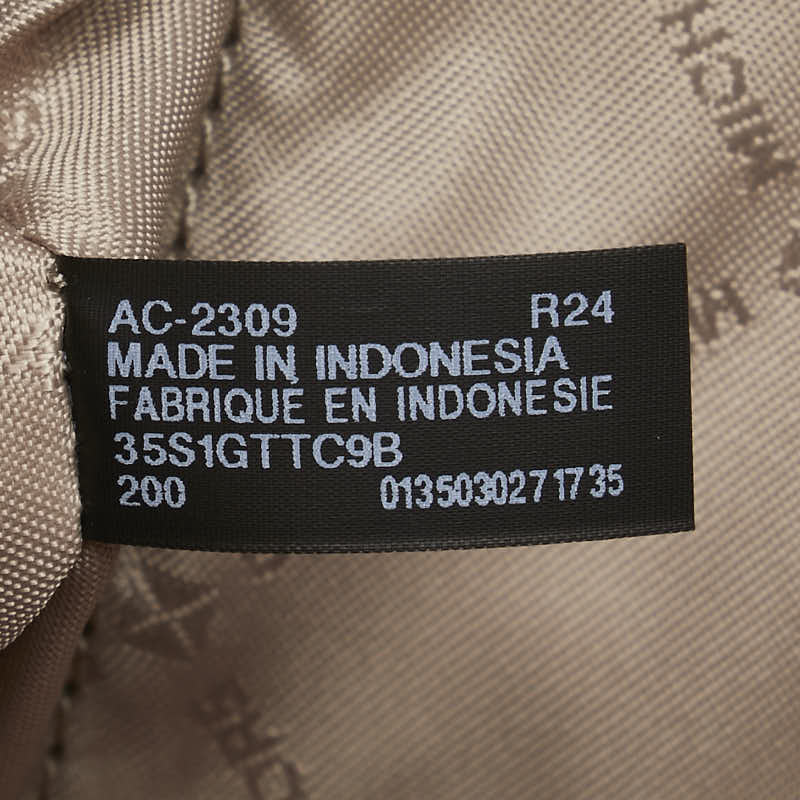 AC-2309 R24
MADE IN INDONESIA
FABRIQUÉ EN INDONESIE
35S1GTTC9B
200 0135030271735